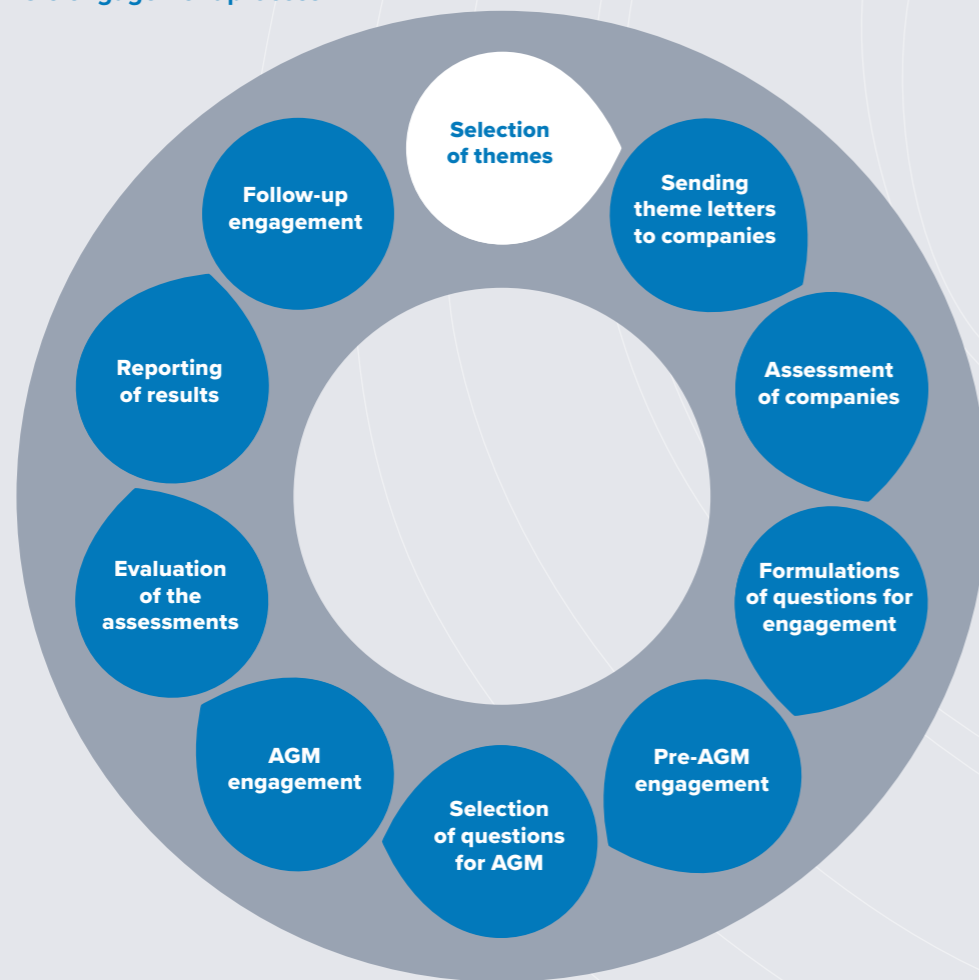 Selection
of themes
Sending
theme letters
to companies
Assessment
of companies
Formulations
of questions for
engagement
Pre-AGM
engagement
Selection
of questions
for AGM
AGM
engagement
Evaluation
of the
assessments
Reporting
of results
Follow-up
engagement